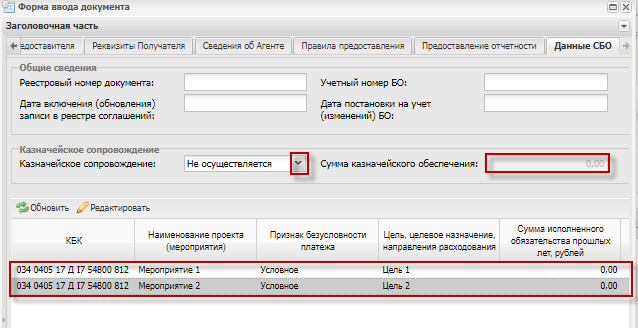 Форма ввода документа
Заголовочная часть
едоставителя Реквизиты Получателя Сведения об Агенте Правила предоставления Предоставление отчетности Данные СБО
Общие сведения
Реестровый номер документа: Учетный номер БО:
Дата включения (обновления) записи в реестре соглашений: Дата постановки на учет (изменений) БО:
Казначейское сопровождение
Казначейское сопровождение: Не осуществляется Сумма казначейского обеспечения: 0,00
Обновить Редактировать
КБК Наименование проекта (мероприятия) Признак безусловности платежа Цель, целевое назначение, направления расходования Сумма исполненного обязательства прошлых лет, рублей
034 0405 17 Д I7 54800 812 Мероприятие 1 Условное Цель 1 0,00
034 0405 17 Д I7 54800 812 Мероприятие 2 Условное Цель 2 0,00